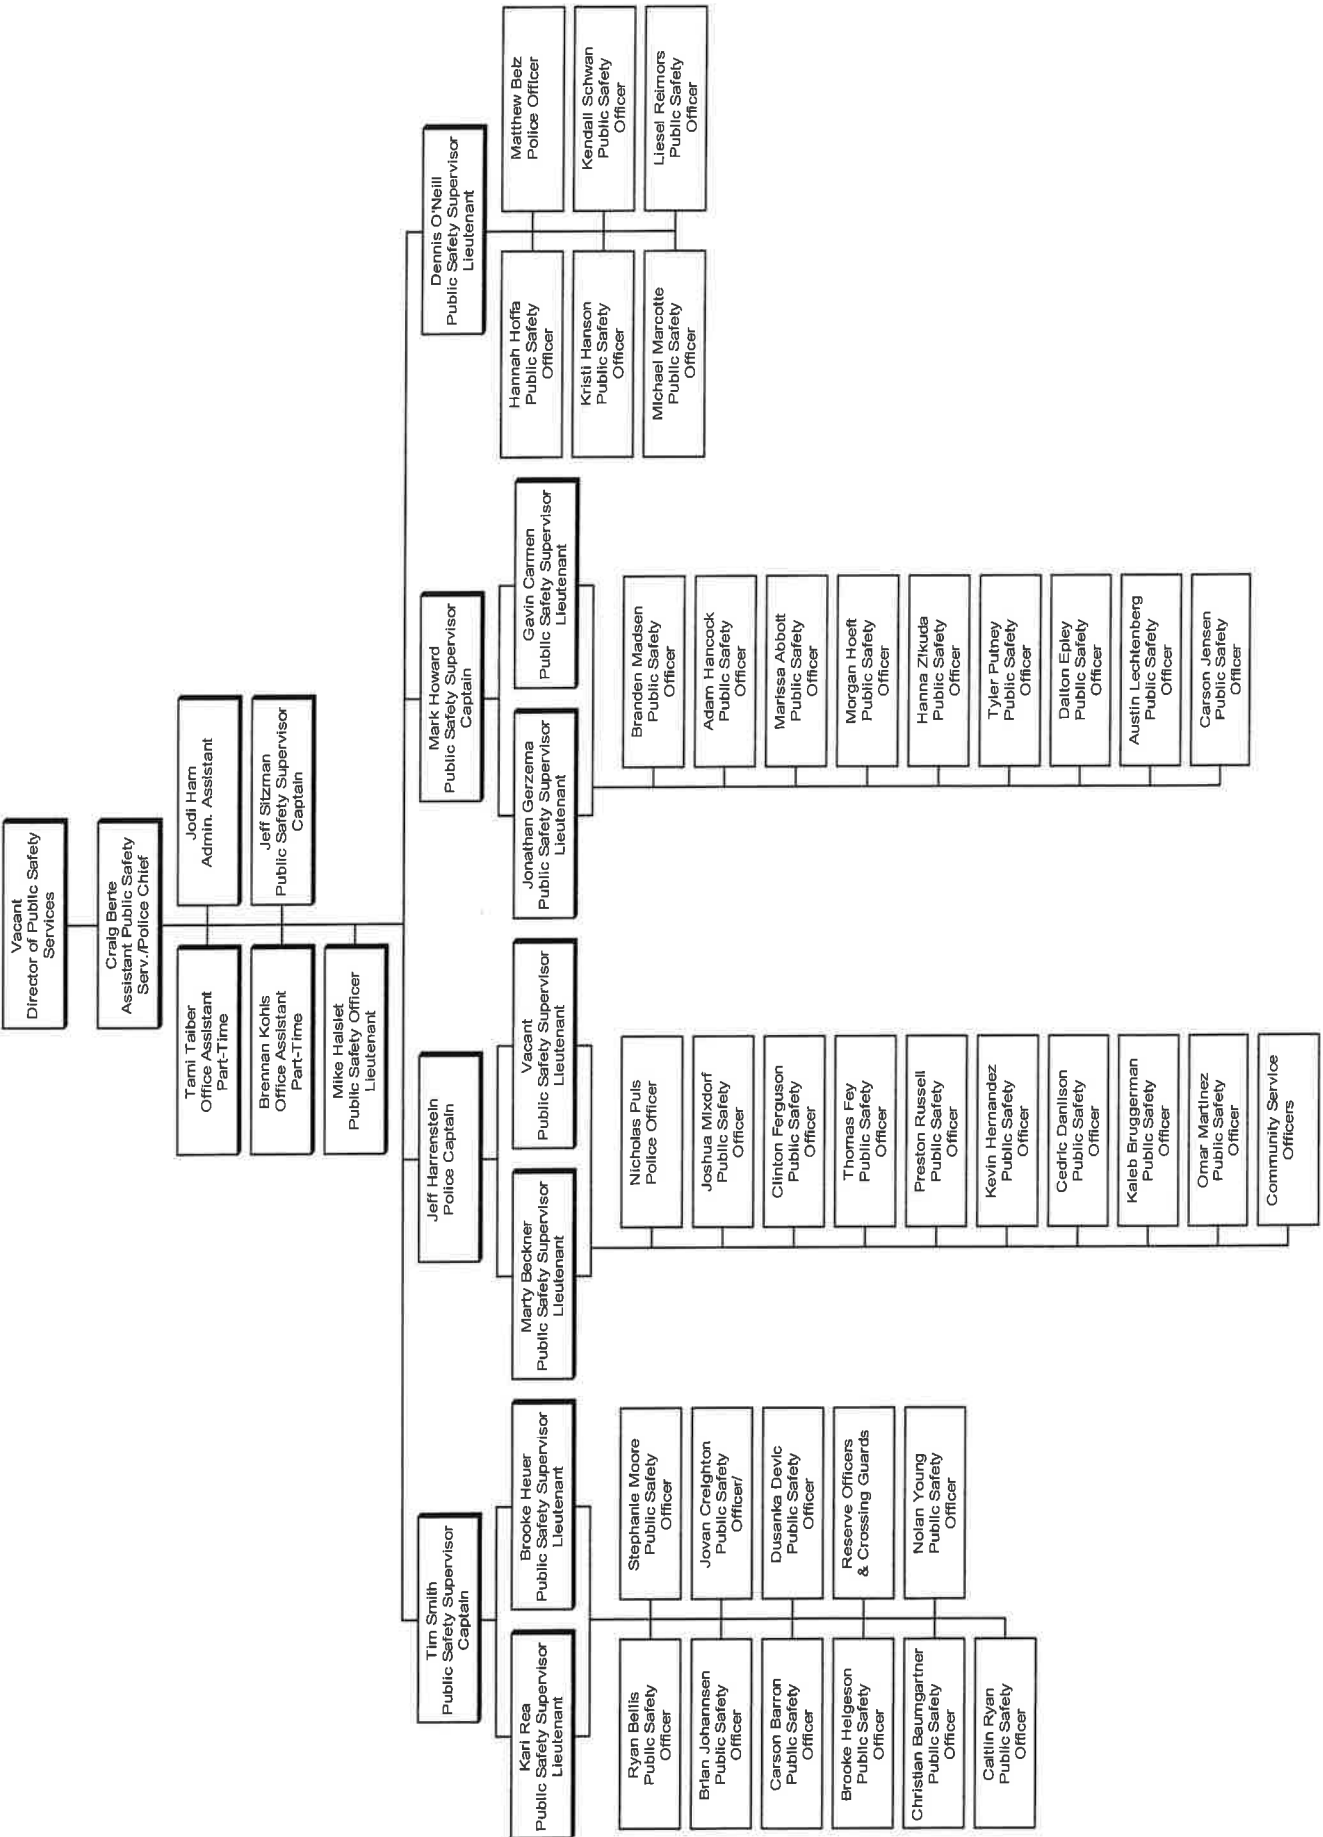 Vacant
Director of Public Safety
Services
Craig Berte
Assistant Public Safety
Serv./Police Chief
Tami Taiber
Office Assistant
Part-Time
Jodi Ham
Admin. Assistant
Brennan Kohls
Office Assistant
Part-Time
Jeff Sitzman
Public Safety Supervisor
Captain
Mike Halslet
Public Safety Officer
Lieutenant
Tim Smith
Public Safety Supervisor
Captain
Jeff Harrenstein
Police Captain
Mark Howard
Public Safety Supervisor
Captain
Dennis O'Neill
Public Safety Supervisor
Lieutenant
Kari Rea
Public Safety Supervisor
Lieutenant
Brooke Heuer
Public Safety Supervisor
Lieutenant
Ryan Bellis
Public Safety
Officer
Stephanie Moore
Public Safety
Officer
Brian Johannsen
Public Safety
Officer
Jovan Creighton
Public Safety
Officer/
Carson Barron
Public Safety
Officer
Dusanka Devic
Public Safety
Officer
Brooke Helgeson
Public Safety
Officer
Reserve Officers
& Crossing Guards
Christian Baumgartner
Public Safety
Officer
Nolan Young
Public Safety
Officer
Caitlin Ryan
Public Safety
Officer
Marty Beckner
Public Safety Supervisor
Lieutenant
Vacant
Public Safety Supervisor
Lieutenant
Nicholas Puls
Police Officer
Joshua Mixdorf
Public Safety
Officer
Clinton Ferguson
Public Safety
Officer
Thomas Fey
Public Safety
Officer
Preston Russell
Public Safety
Officer
Kevin Hernandez
Public Safety
Officer
Cedric Danilson
Public Safety
Officer
Kaleb Bruggeman
Public Safety
Officer
Omar Martinez
Public Safety
Officer
Community Service
Officers
Jonathan Gerzema
Public Safety Supervisor
Lieutenant
Gavin Carmen
Public Safety Supervisor
Lieutenant
Branden Madsen
Public Safety
Officer
Adam Hancock
Public Safety
Officer
Marissa Abbott
Public Safety
Officer
Morgan Hoeft
Public Safety
Officer
Hanna Zikuda
Public Safety
Officer
Tyler Putney
Public Safety
Officer
Dalton Epley
Public Safety
Officer
Austin Lechtenberg
Public Safety
Officer
Carson Jensen
Public Safety
Officer
Hannah Hoffa
Public Safety
Officer
Matthew Belz
Police Officer
Kristi Hanson
Public Safety
Officer
Kendall Schwan
Public Safety
Officer
Michael Marcotte
Public Safety
Officer
Liesel Reimors
Public Safety
Officer